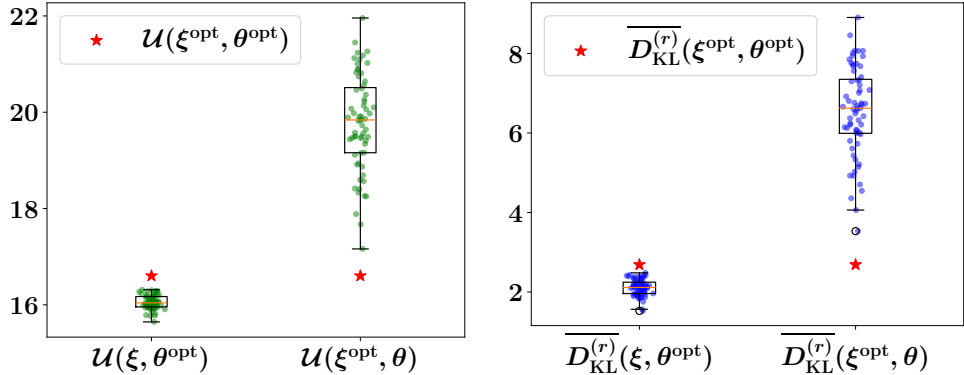 22
20
18
16
★ 𝒰(ξ^opt, θ^opt)
𝒰(ξ, θ^opt) 𝒰(ξ^opt, θ)
8
6
4
2
★ \overline{D_KL^(r)}(ξ^opt, θ^opt)
\overline{D_KL^(r)}(ξ, θ^opt) \overline{D_KL^(r)}(ξ^opt, θ)